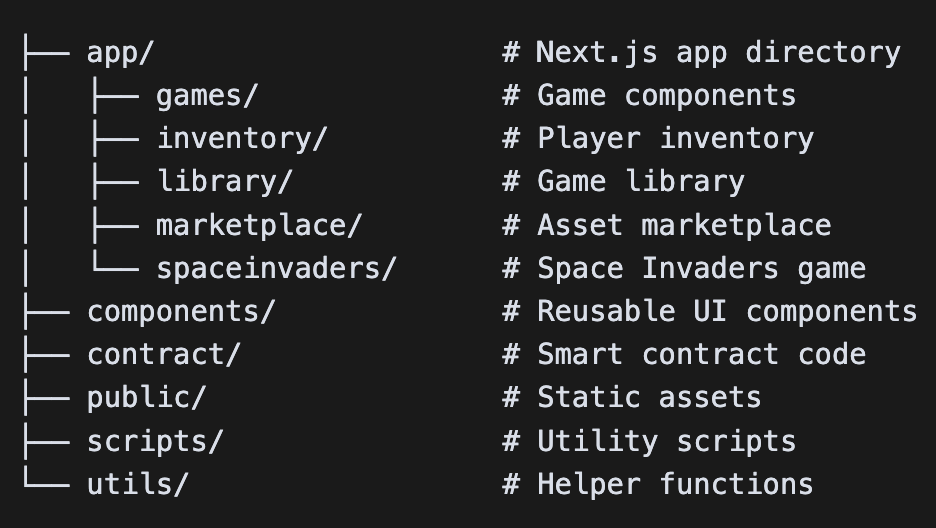 ├── app/                    # Next.js app directory
│   ├── games/              # Game components
│   ├── inventory/          # Player inventory
│   ├── library/            # Game library
│   ├── marketplace/        # Asset marketplace
│   └── spaceinvaders/      # Space Invaders game
├── components/             # Reusable UI components
├── contract/               # Smart contract code
├── public/                 # Static assets
├── scripts/                # Utility scripts
└── utils/                  # Helper functions